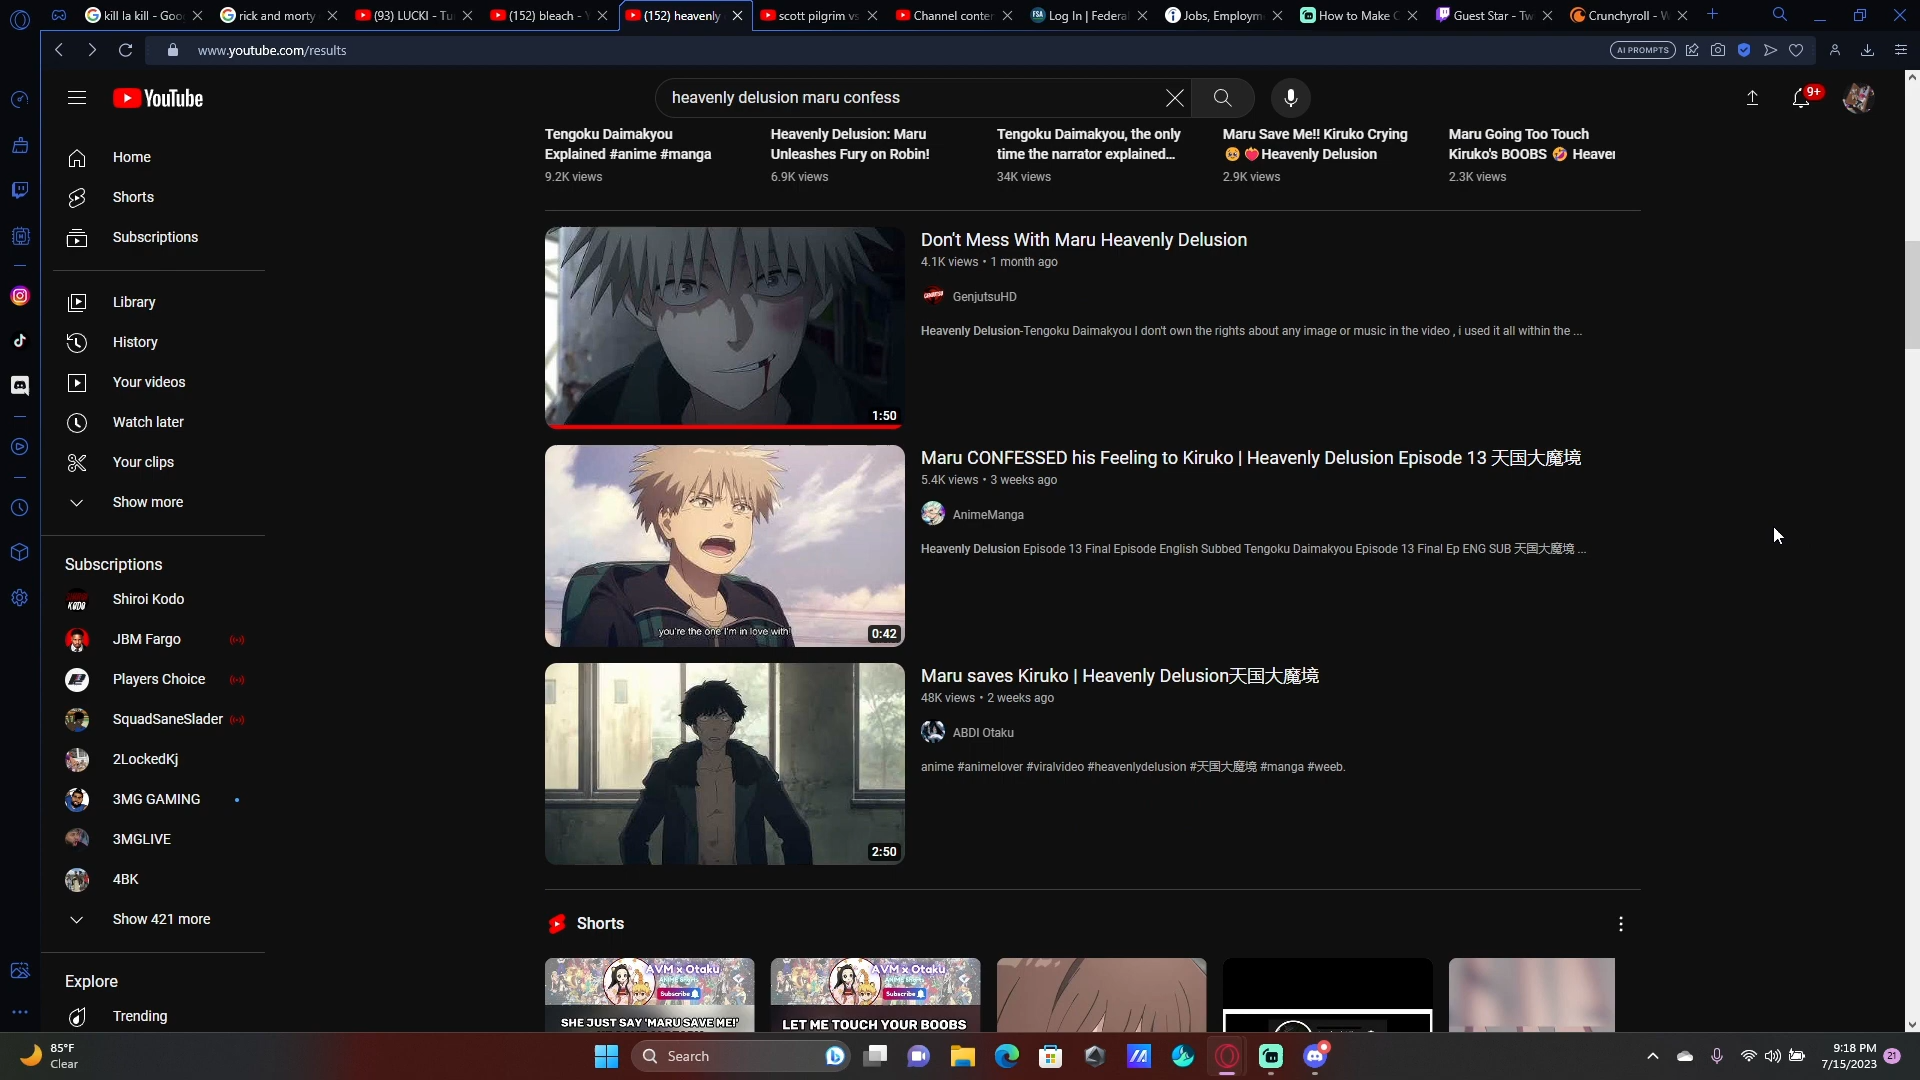 kill la kill - Goo
rick and morty
(93) LUCKI - Tu
(152) bleach - Y
(152) heavenly
scott pilgrim vs
Channel conten
FSA
Log In | Federal
Jobs, Employm
How to Make C
Guest Star - Tw
Crunchyroll - W
www.youtube.com/results
AI PROMPTS
YouTube
heavenly delusion maru confess
9+
Home
Shorts
Subscriptions
Library
History
Your videos
Watch later
Your clips
Show more
Subscriptions
Shiroi Kodo
JBM Fargo
Players Choice
SquadSaneSlader
2LockedKj
3MG GAMING
3MGLIVE
4BK
Show 421 more
Explore
Trending
Tengoku Daimakyou
Explained #anime #manga
9.2K views
Heavenly Delusion: Maru
Unleashes Fury on Robin!
6.9K views
Tengoku Daimakyou, the only
time the narrator explained...
34K views
Maru Save Me!! Kiruko Crying
🥺❤️Heavenly Delusion
2.9K views
Maru Going Too Touch
Kiruko's BOOBS 🤣 Heaven
2.3K views
1:50
Don't Mess With Maru Heavenly Delusion
4.1K views • 1 month ago
GenjutsuHD
Heavenly Delusion-Tengoku Daimakyou I don't own the rights about any image or music in the video , i used it all within the ...
you're the one I'm in love with!
0:42
Maru CONFESSED his Feeling to Kiruko | Heavenly Delusion Episode 13 天国大魔境
5.4K views • 3 weeks ago
AnimeManga
Heavenly Delusion Episode 13 Final Episode English Subbed Tengoku Daimakyou Episode 13 Final Ep ENG SUB 天国大魔境 ...
2:50
Maru saves Kiruko | Heavenly Delusion天国大魔境
48K views • 2 weeks ago
ABDI Otaku
anime #animelover #viralvideo #heavenlydelusion #天国大魔境 #manga #weeb.
Shorts
AVM x Otaku
Subscribe
SHE JUST SAY 'MARU SAVE ME!'
AVM x Otaku
Subscribe
LET ME TOUCH YOUR BOOBS
85°F
Clear
Search
9:18 PM
7/15/2023
21